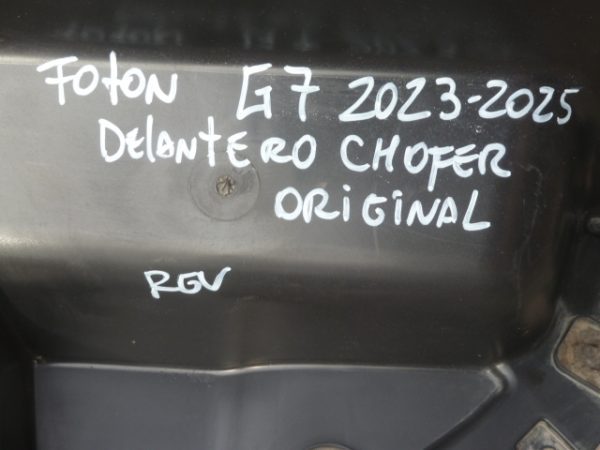 FOTON G7 2023-2025
DELANTERO CHOFER
ORIGINAL
RGV